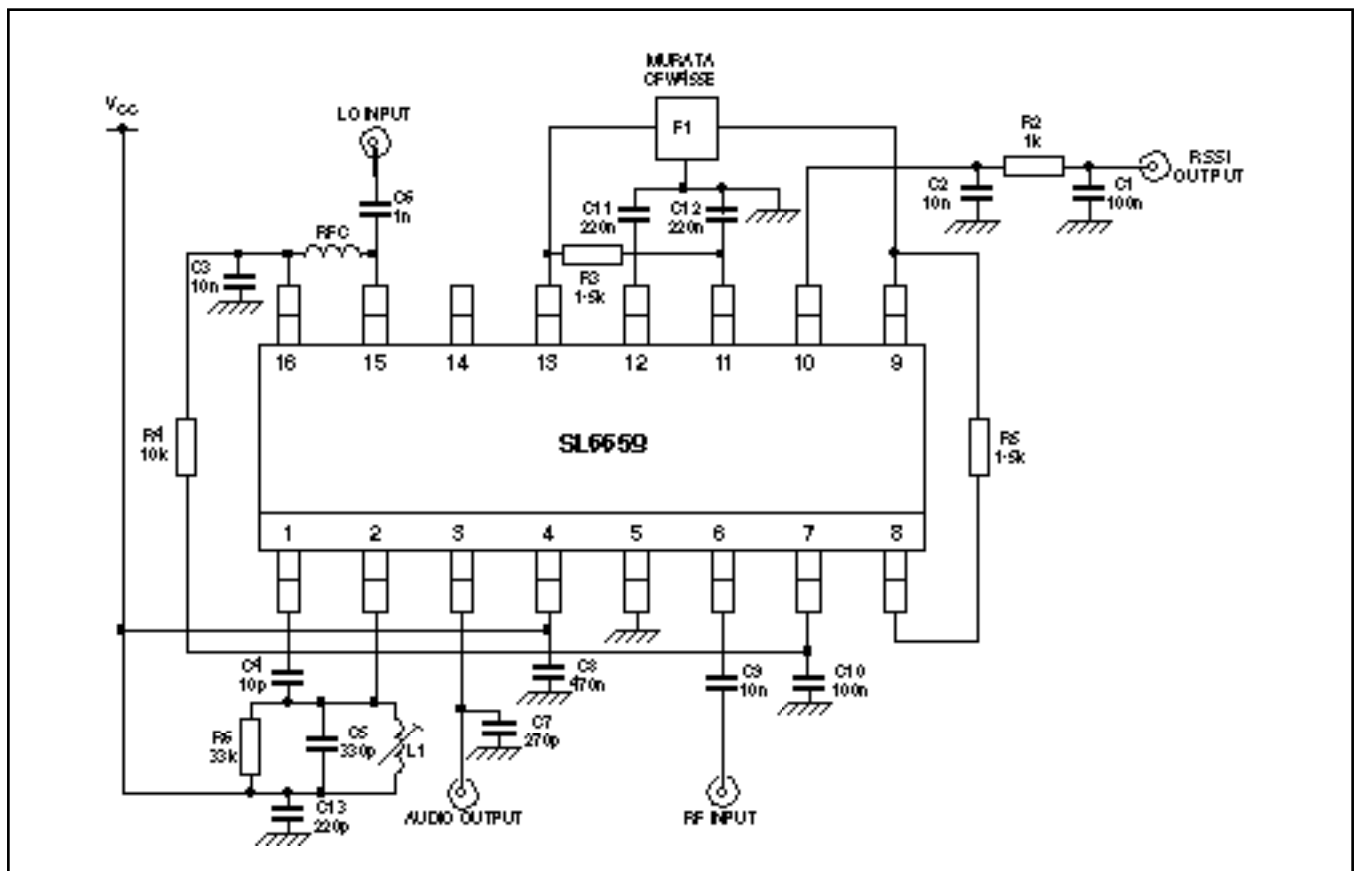 MURATA
CFW455E
VCC
LO INPUT
F1
R2
1k
RSSI
OUTPUT
C6
1n
C11
220n
C12
220n
C2
10n
C1
100n
RFC
C3
10n
R3
1·5k
16 15 14 13 12 11 10 9
R4
10k
SL6659
R5
1·5k
1 2 3 4 5 6 7 8
C4
10p
C8
470n
C9
10n
C10
100n
R6
33k
C5
330p
L1
C7
270p
C13
220p
AUDIO OUTPUT
RF INPUT